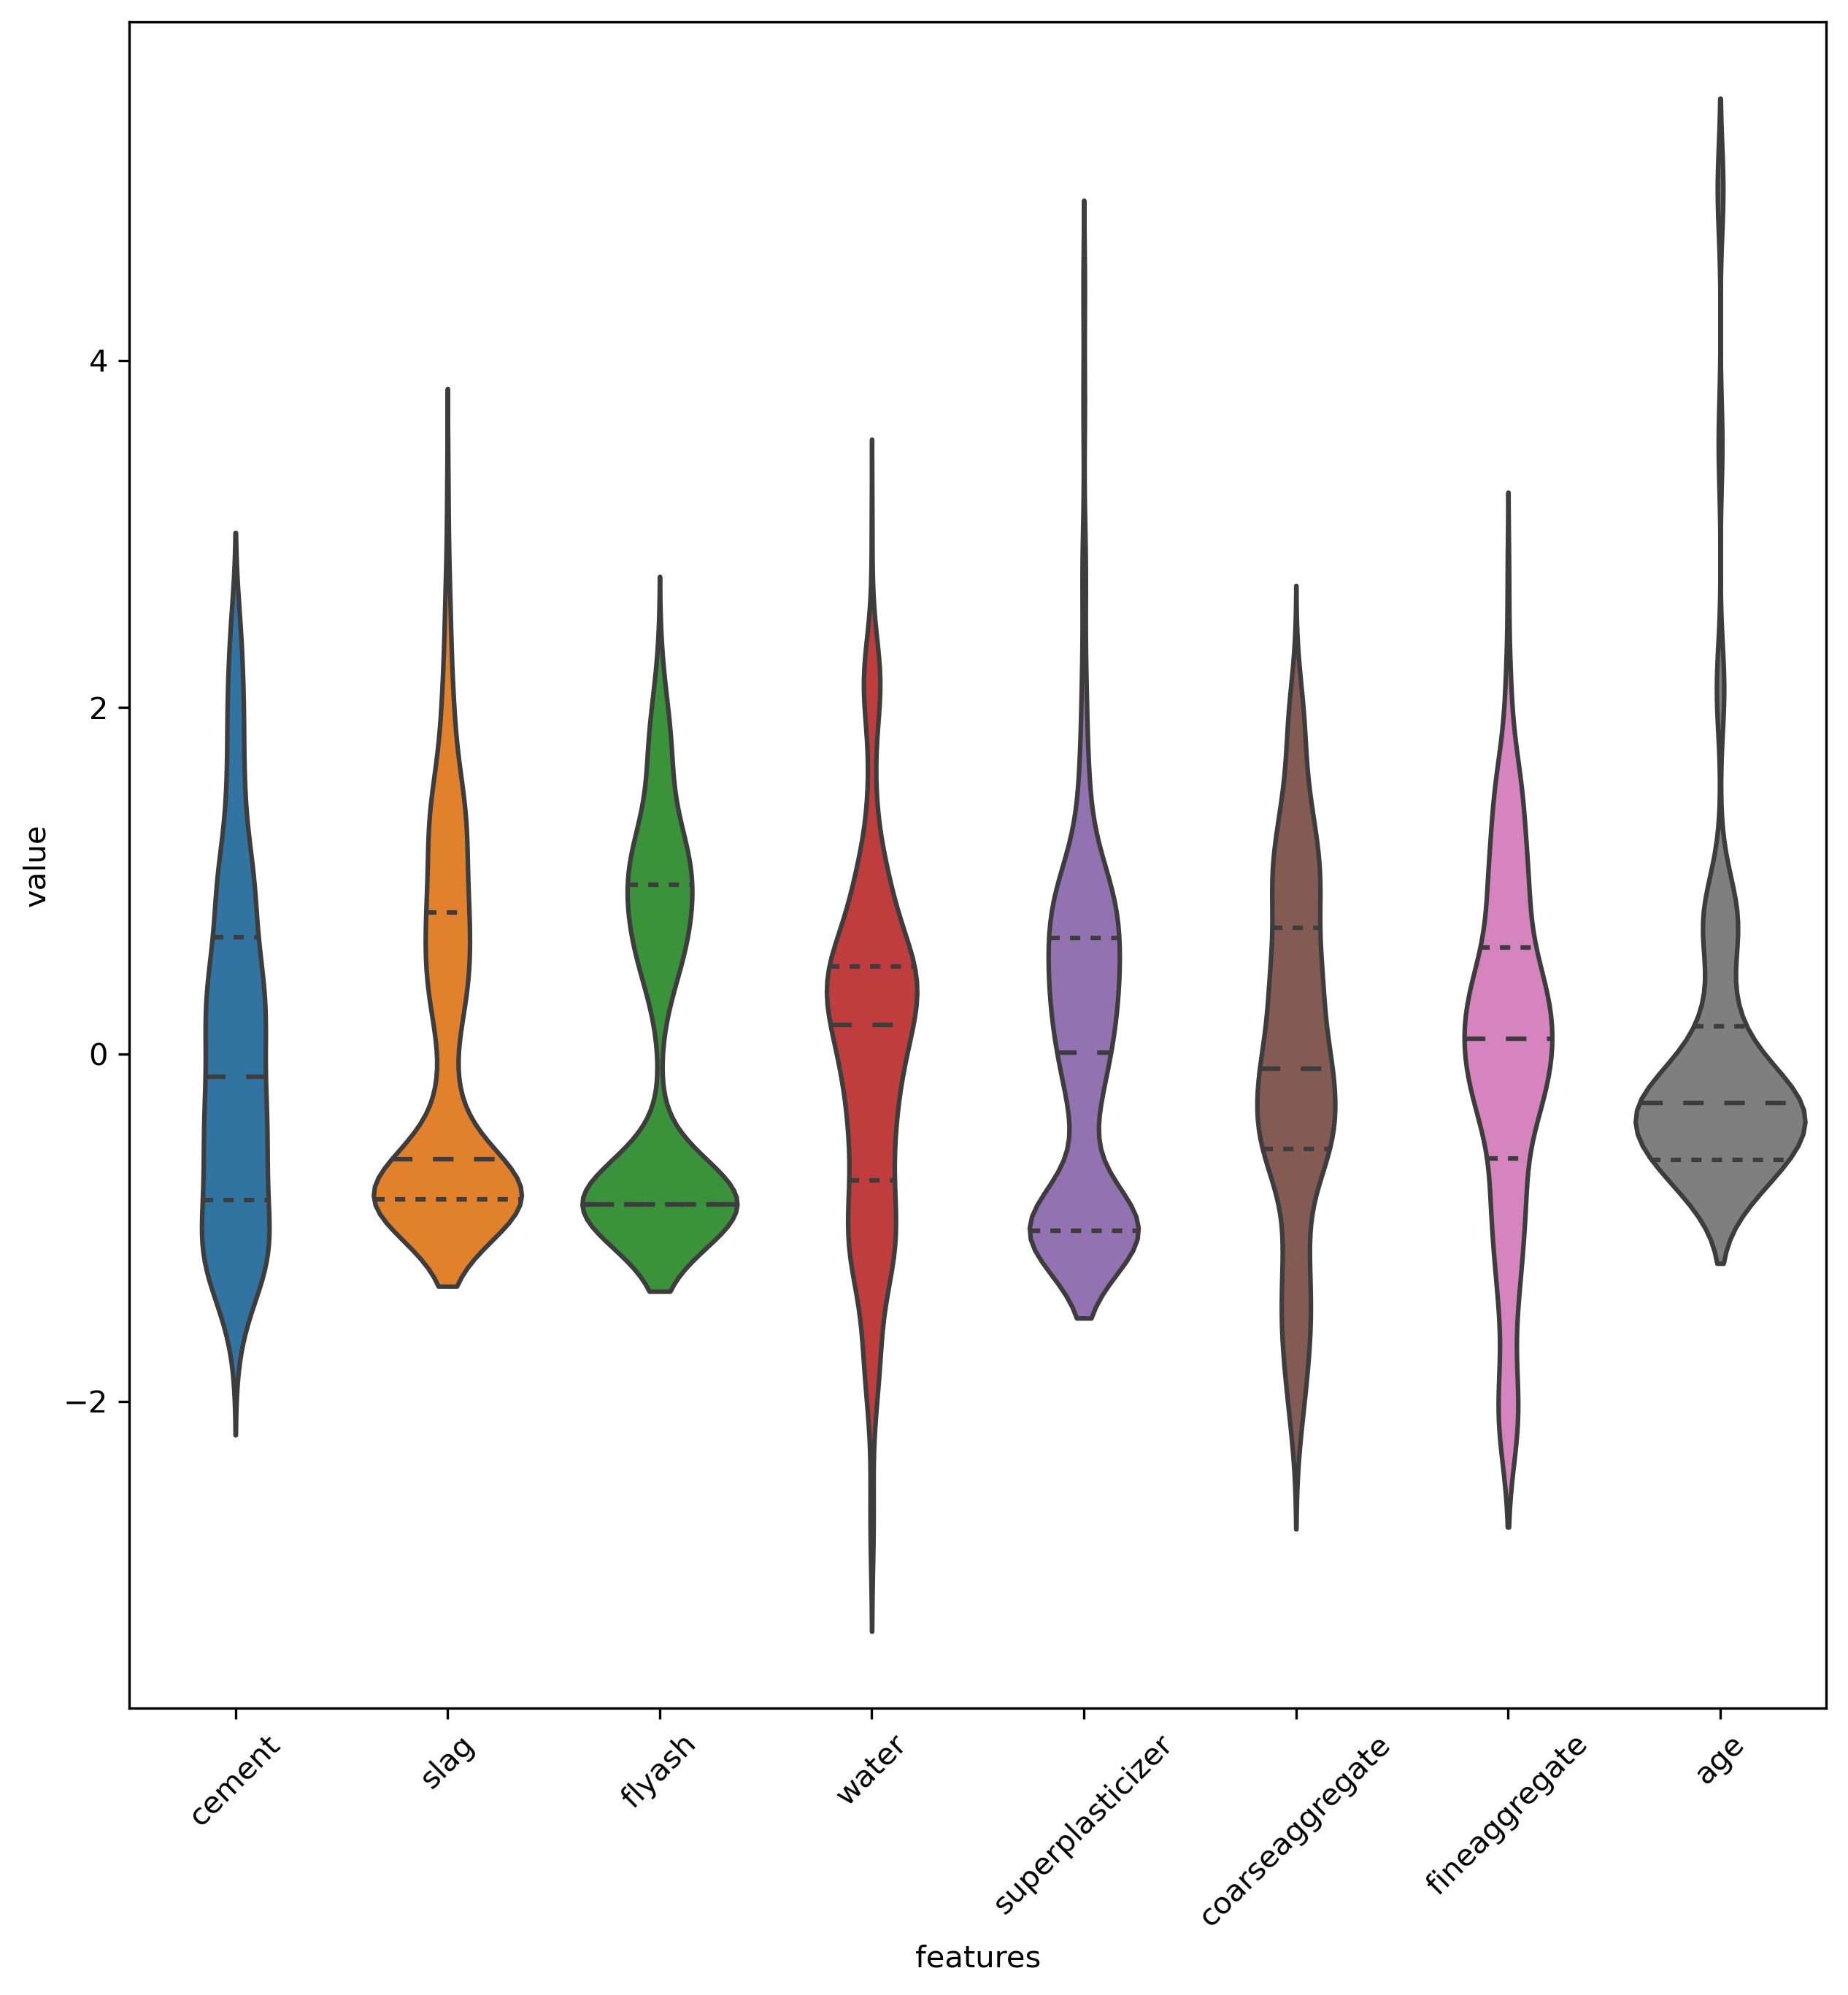 value
4
2
0
−2
cement
slag
flyash
water
superplasticizer
coarseaggregate
fineaggregate
age
features